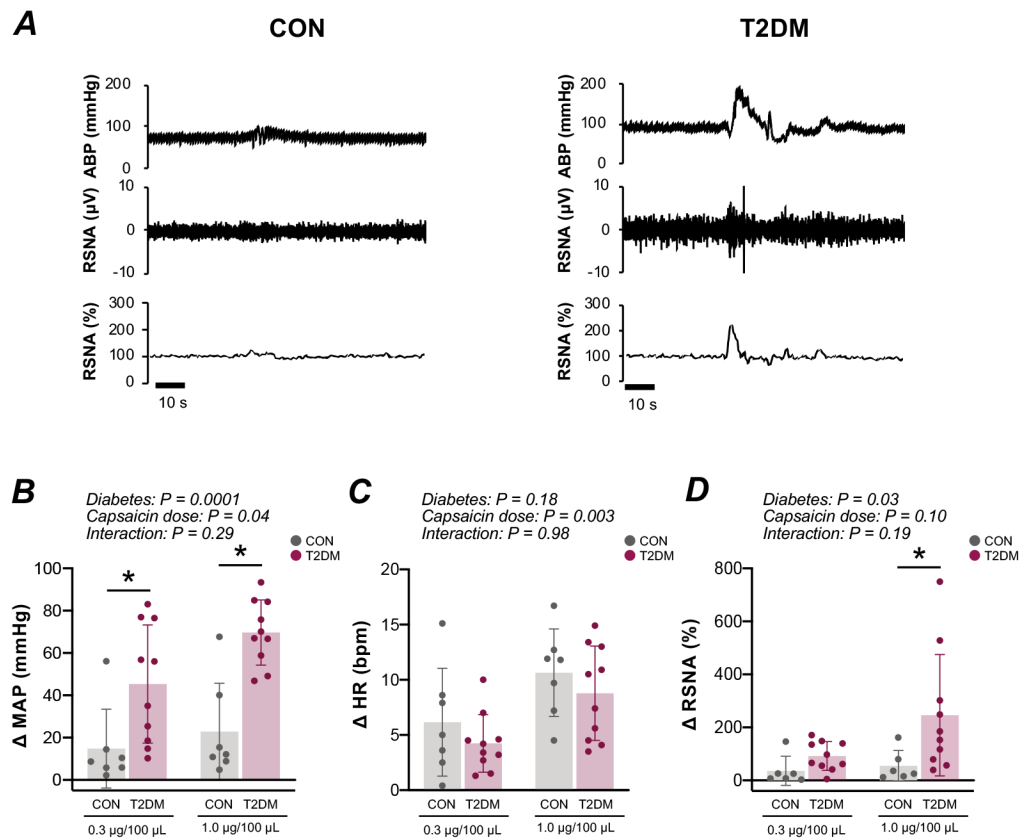 A
CON
T2DM
ABP (mmHg)
200
100
0
RSNA (µV)
10
0
-10
RSNA (%)
300
200
100
0
10 s
ABP (mmHg)
200
100
0
RSNA (µV)
10
0
-10
RSNA (%)
300
200
100
0
10 s
B
Diabetes: P = 0.0001
Capsaicin dose: P = 0.04
Interaction: P = 0.29
CON
T2DM
* *
Δ MAP (mmHg)
100
80
60
40
20
0
CON T2DM CON T2DM
0.3 µg/100 µL 1.0 µg/100 µL
C
Diabetes: P = 0.18
Capsaicin dose: P = 0.003
Interaction: P = 0.98
CON
T2DM
Δ HR (bpm)
20
15
10
5
0
CON T2DM CON T2DM
0.3 µg/100 µL 1.0 µg/100 µL
D
Diabetes: P = 0.03
Capsaicin dose: P = 0.10
Interaction: P = 0.19
CON
T2DM
*
Δ RSNA (%)
800
600
400
200
0
CON T2DM CON T2DM
0.3 µg/100 µL 1.0 µg/100 µL